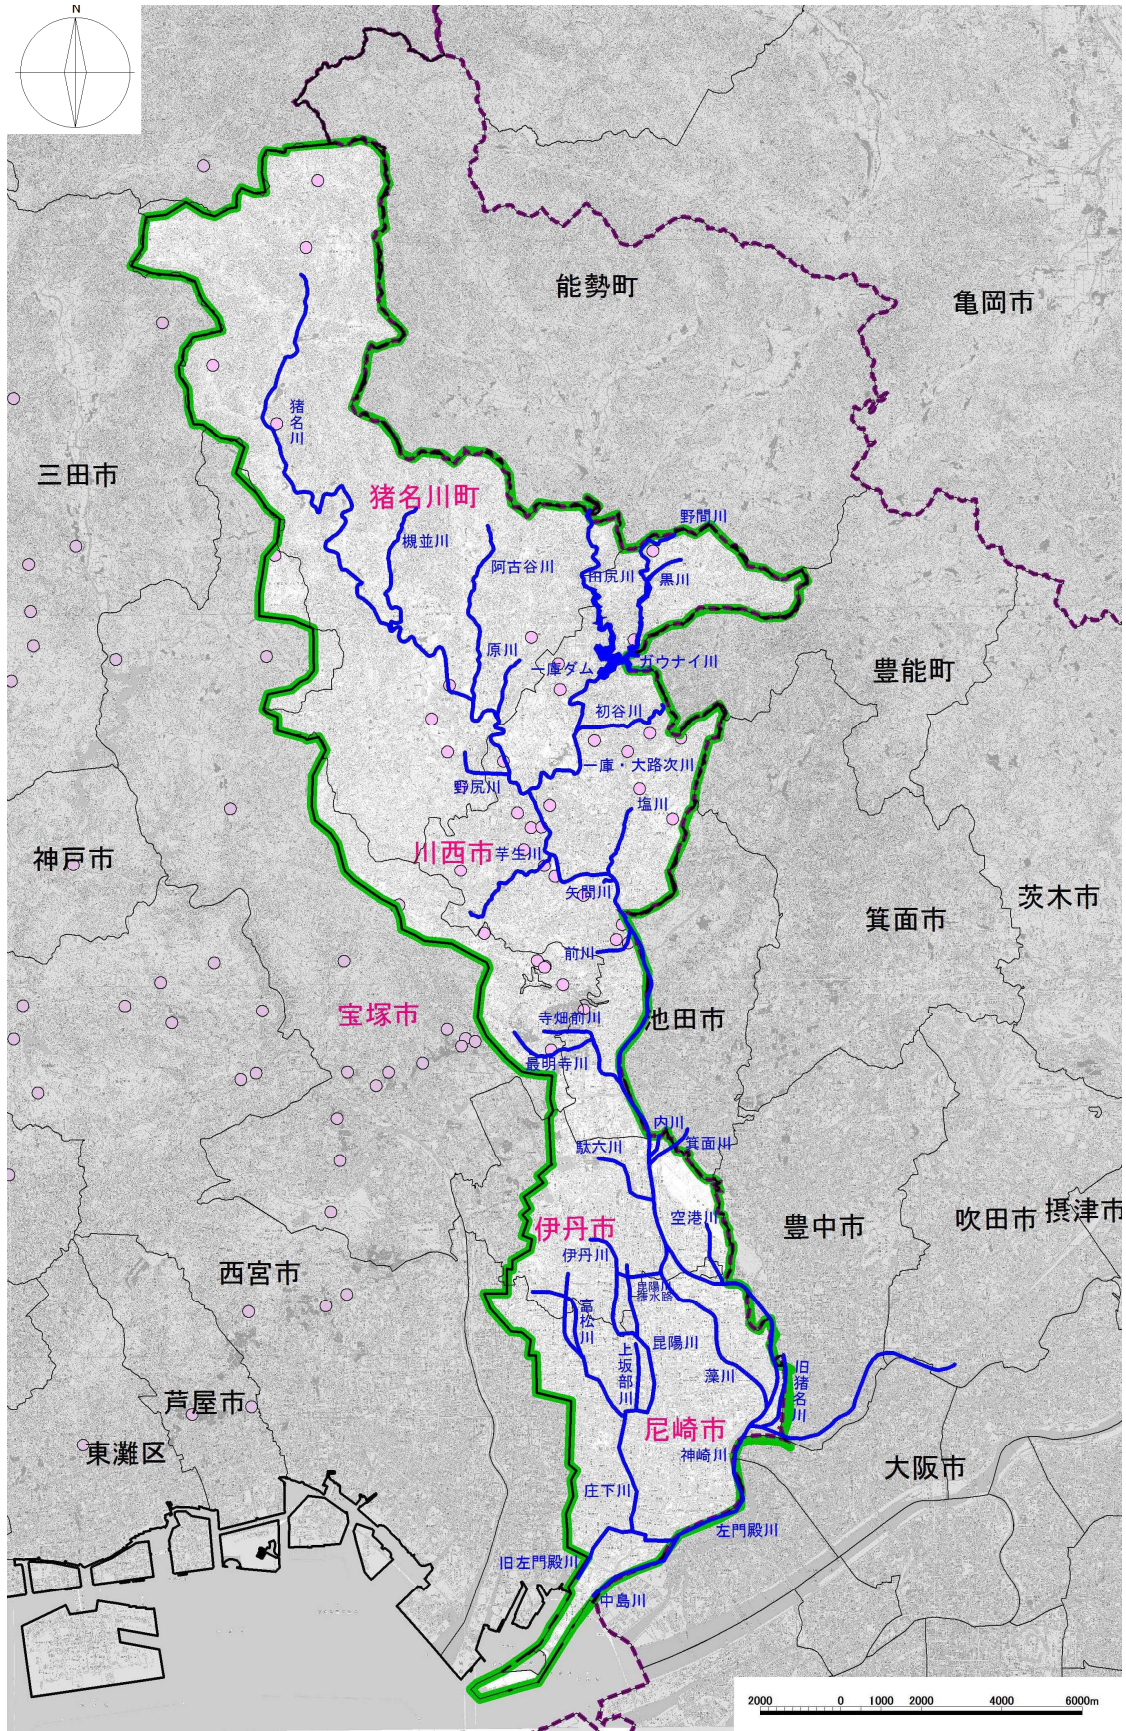 N
能勢町
亀岡市
猪名川
三田市
猪名川町
野間川
槻並川
阿古谷川
田尻川
黒川
原川
一庫ダム
ガウナイ川
豊能町
初谷川
一庫・大路次川
野尻川
塩川
川西市
芋生川
神戸市
矢問川
茨木市
箕面市
前川
宝塚市
寺畑前川
池田市
最明寺川
内川
駄六川
箕面川
伊丹市
空港川
豊中市
吹田市
摂津市
伊丹川
西宮市
昆陽川
富松川
昆陽川
上坂部川
藻川
旧猪名川
芦屋市
尼崎市
東灘区
神崎川
大阪市
庄下川
左門殿川
旧左門殿川
中島川
2000 0 1000 2000 4000 6000m